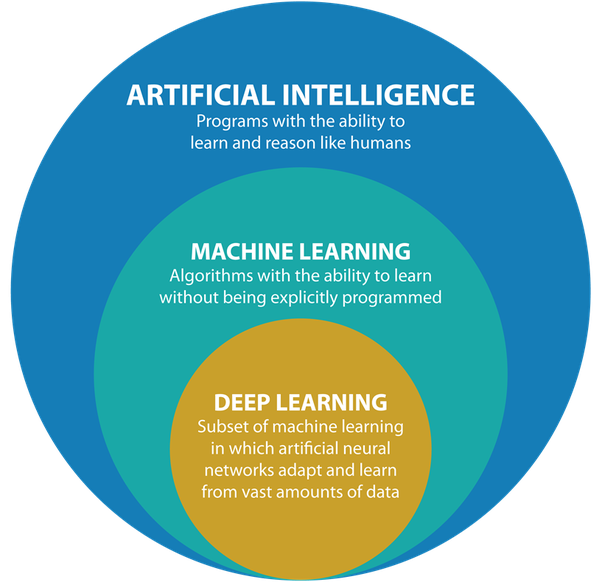 ARTIFICIAL INTELLIGENCE
Programs with the ability to
learn and reason like humans
MACHINE LEARNING
Algorithms with the ability to learn
without being explicitly programmed
DEEP LEARNING
Subset of machine learning
in which artificial neural
networks adapt and learn
from vast amounts of data